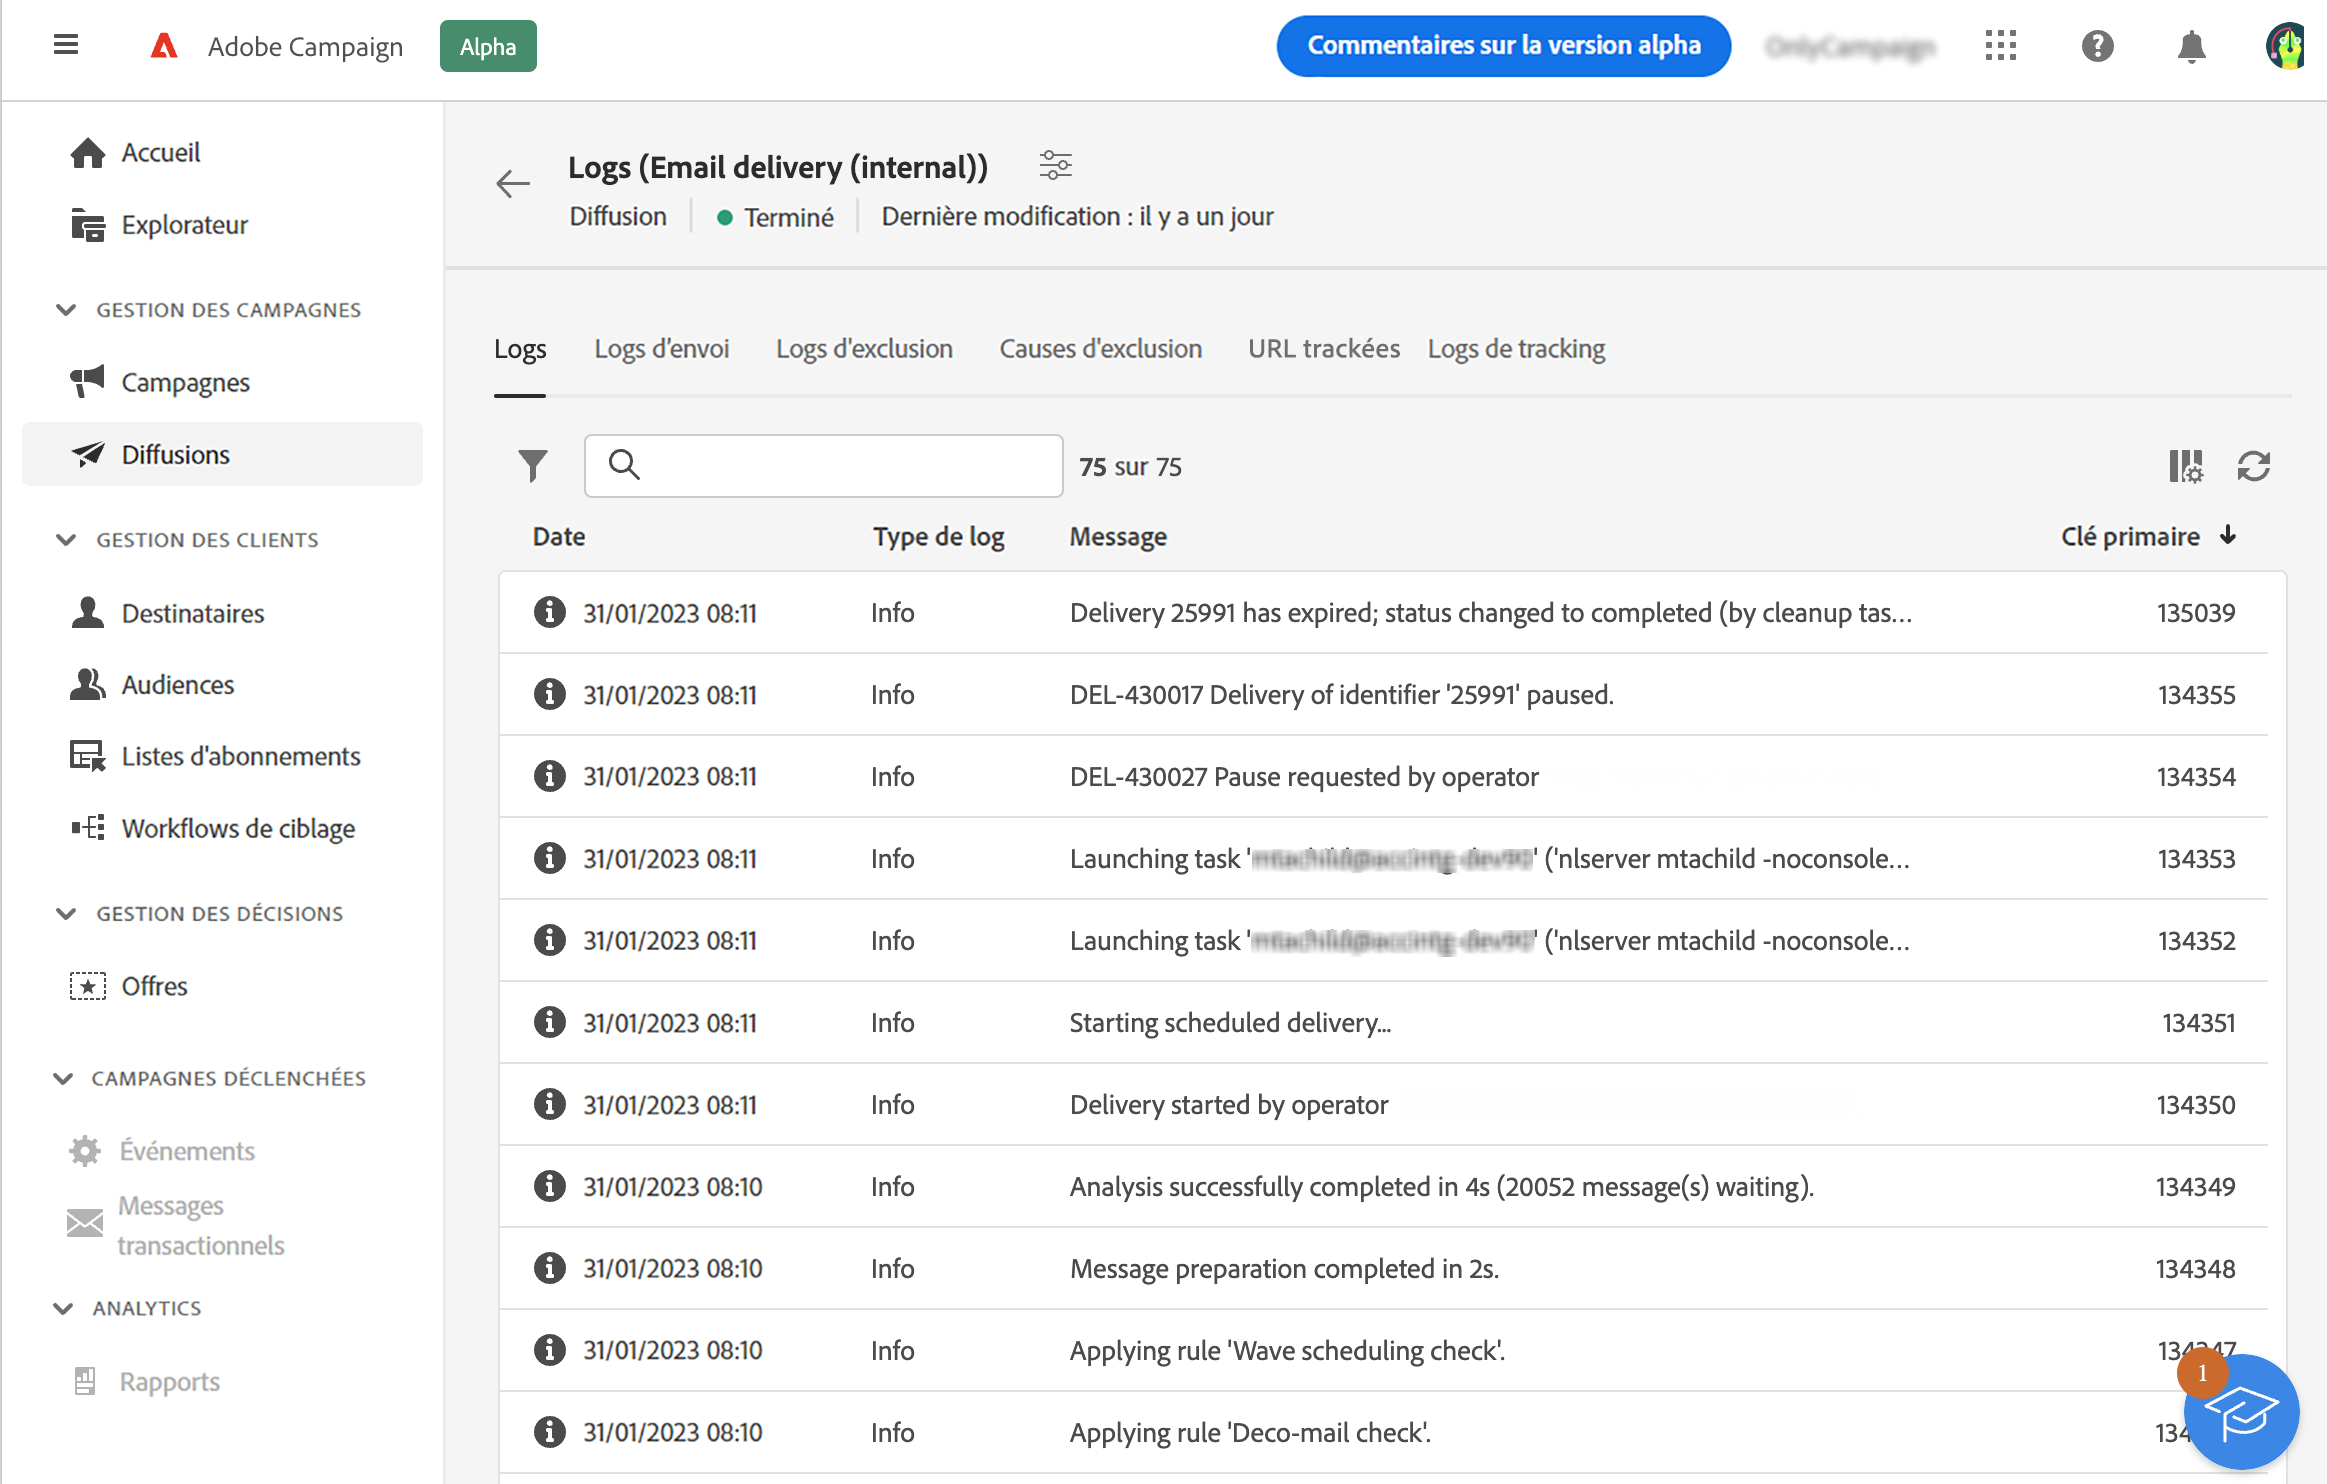 Adobe Campaign Alpha Commentaires sur la version alpha
Accueil
Explorateur
GESTION DES CAMPAGNES
Campagnes
Diffusions
GESTION DES CLIENTS
Destinataires
Audiences
Listes d'abonnements
Workflows de ciblage
GESTION DES DÉCISIONS
Offres
CAMPAGNES DÉCLENCHÉES
Événements
Messages
transactionnels
ANALYTICS
Rapports
Logs (Email delivery (internal))
Diffusion Terminé Dernière modification : il y a un jour
Logs Logs d'envoi Logs d'exclusion Causes d'exclusion URL trackées Logs de tracking
75 sur 75
Date Type de log Message Clé primaire
31/01/2023 08:11 Info Delivery 25991 has expired; status changed to completed (by cleanup tas... 135039
31/01/2023 08:11 Info DEL-430017 Delivery of identifier '25991' paused. 134355
31/01/2023 08:11 Info DEL-430027 Pause requested by operator 134354
31/01/2023 08:11 Info Launching task ' ' ('nlserver mtachild -noconsole... 134353
31/01/2023 08:11 Info Launching task ' ' ('nlserver mtachild -noconsole... 134352
31/01/2023 08:11 Info Starting scheduled delivery... 134351
31/01/2023 08:11 Info Delivery started by operator 134350
31/01/2023 08:10 Info Analysis successfully completed in 4s (20052 message(s) waiting). 134349
31/01/2023 08:10 Info Message preparation completed in 2s. 134348
31/01/2023 08:10 Info Applying rule 'Wave scheduling check'. 134347
31/01/2023 08:10 Info Applying rule 'Deco-mail check'. 134
1